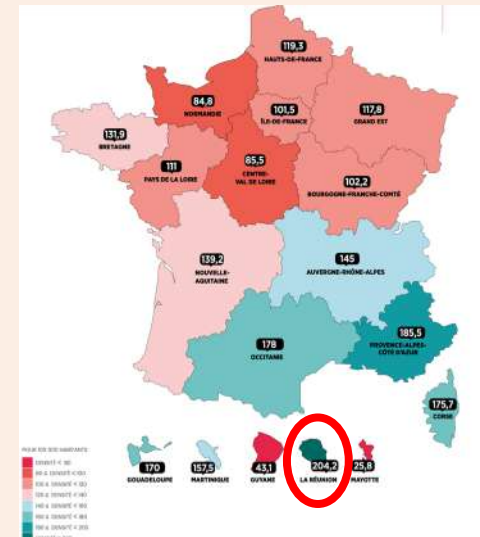 119,3
HAUTS-DE-FRANCE
84,8
NORMANDIE
101,5
ÎLE-DE-FRANCE
117,8
GRAND EST
131,9
BRETAGNE
111
PAYS DE LA LOIRE
85,5
CENTRE-
VAL DE LOIRE
102,2
BOURGOGNE-FRANCHE-COMTÉ
139,2
NOUVELLE-
AQUITAINE
145
AUVERGNE-RHÔNE-ALPES
178
OCCITANIE
185,5
PROVENCE-ALPES-
CÔTE D'AZUR
175,7
CORSE
170
GOUADELOUPE
157,5
MARTINIQUE
43,1
GUYANE
204,2
LA RÉUNION
25,8
MAYOTTE
HABITANTS